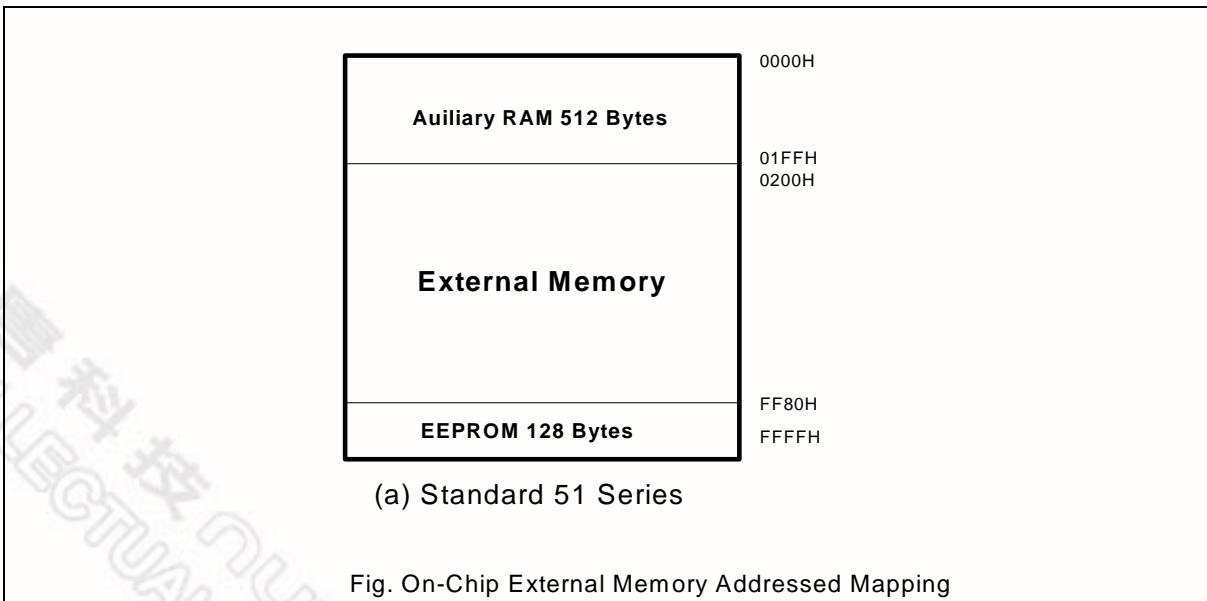 0000H
Auiliary RAM 512 Bytes
01FFH
0200H
External Memory
FF80H
EEPROM 128 Bytes
FFFFH
(a) Standard 51 Series
Fig. On-Chip External Memory Addressed Mapping